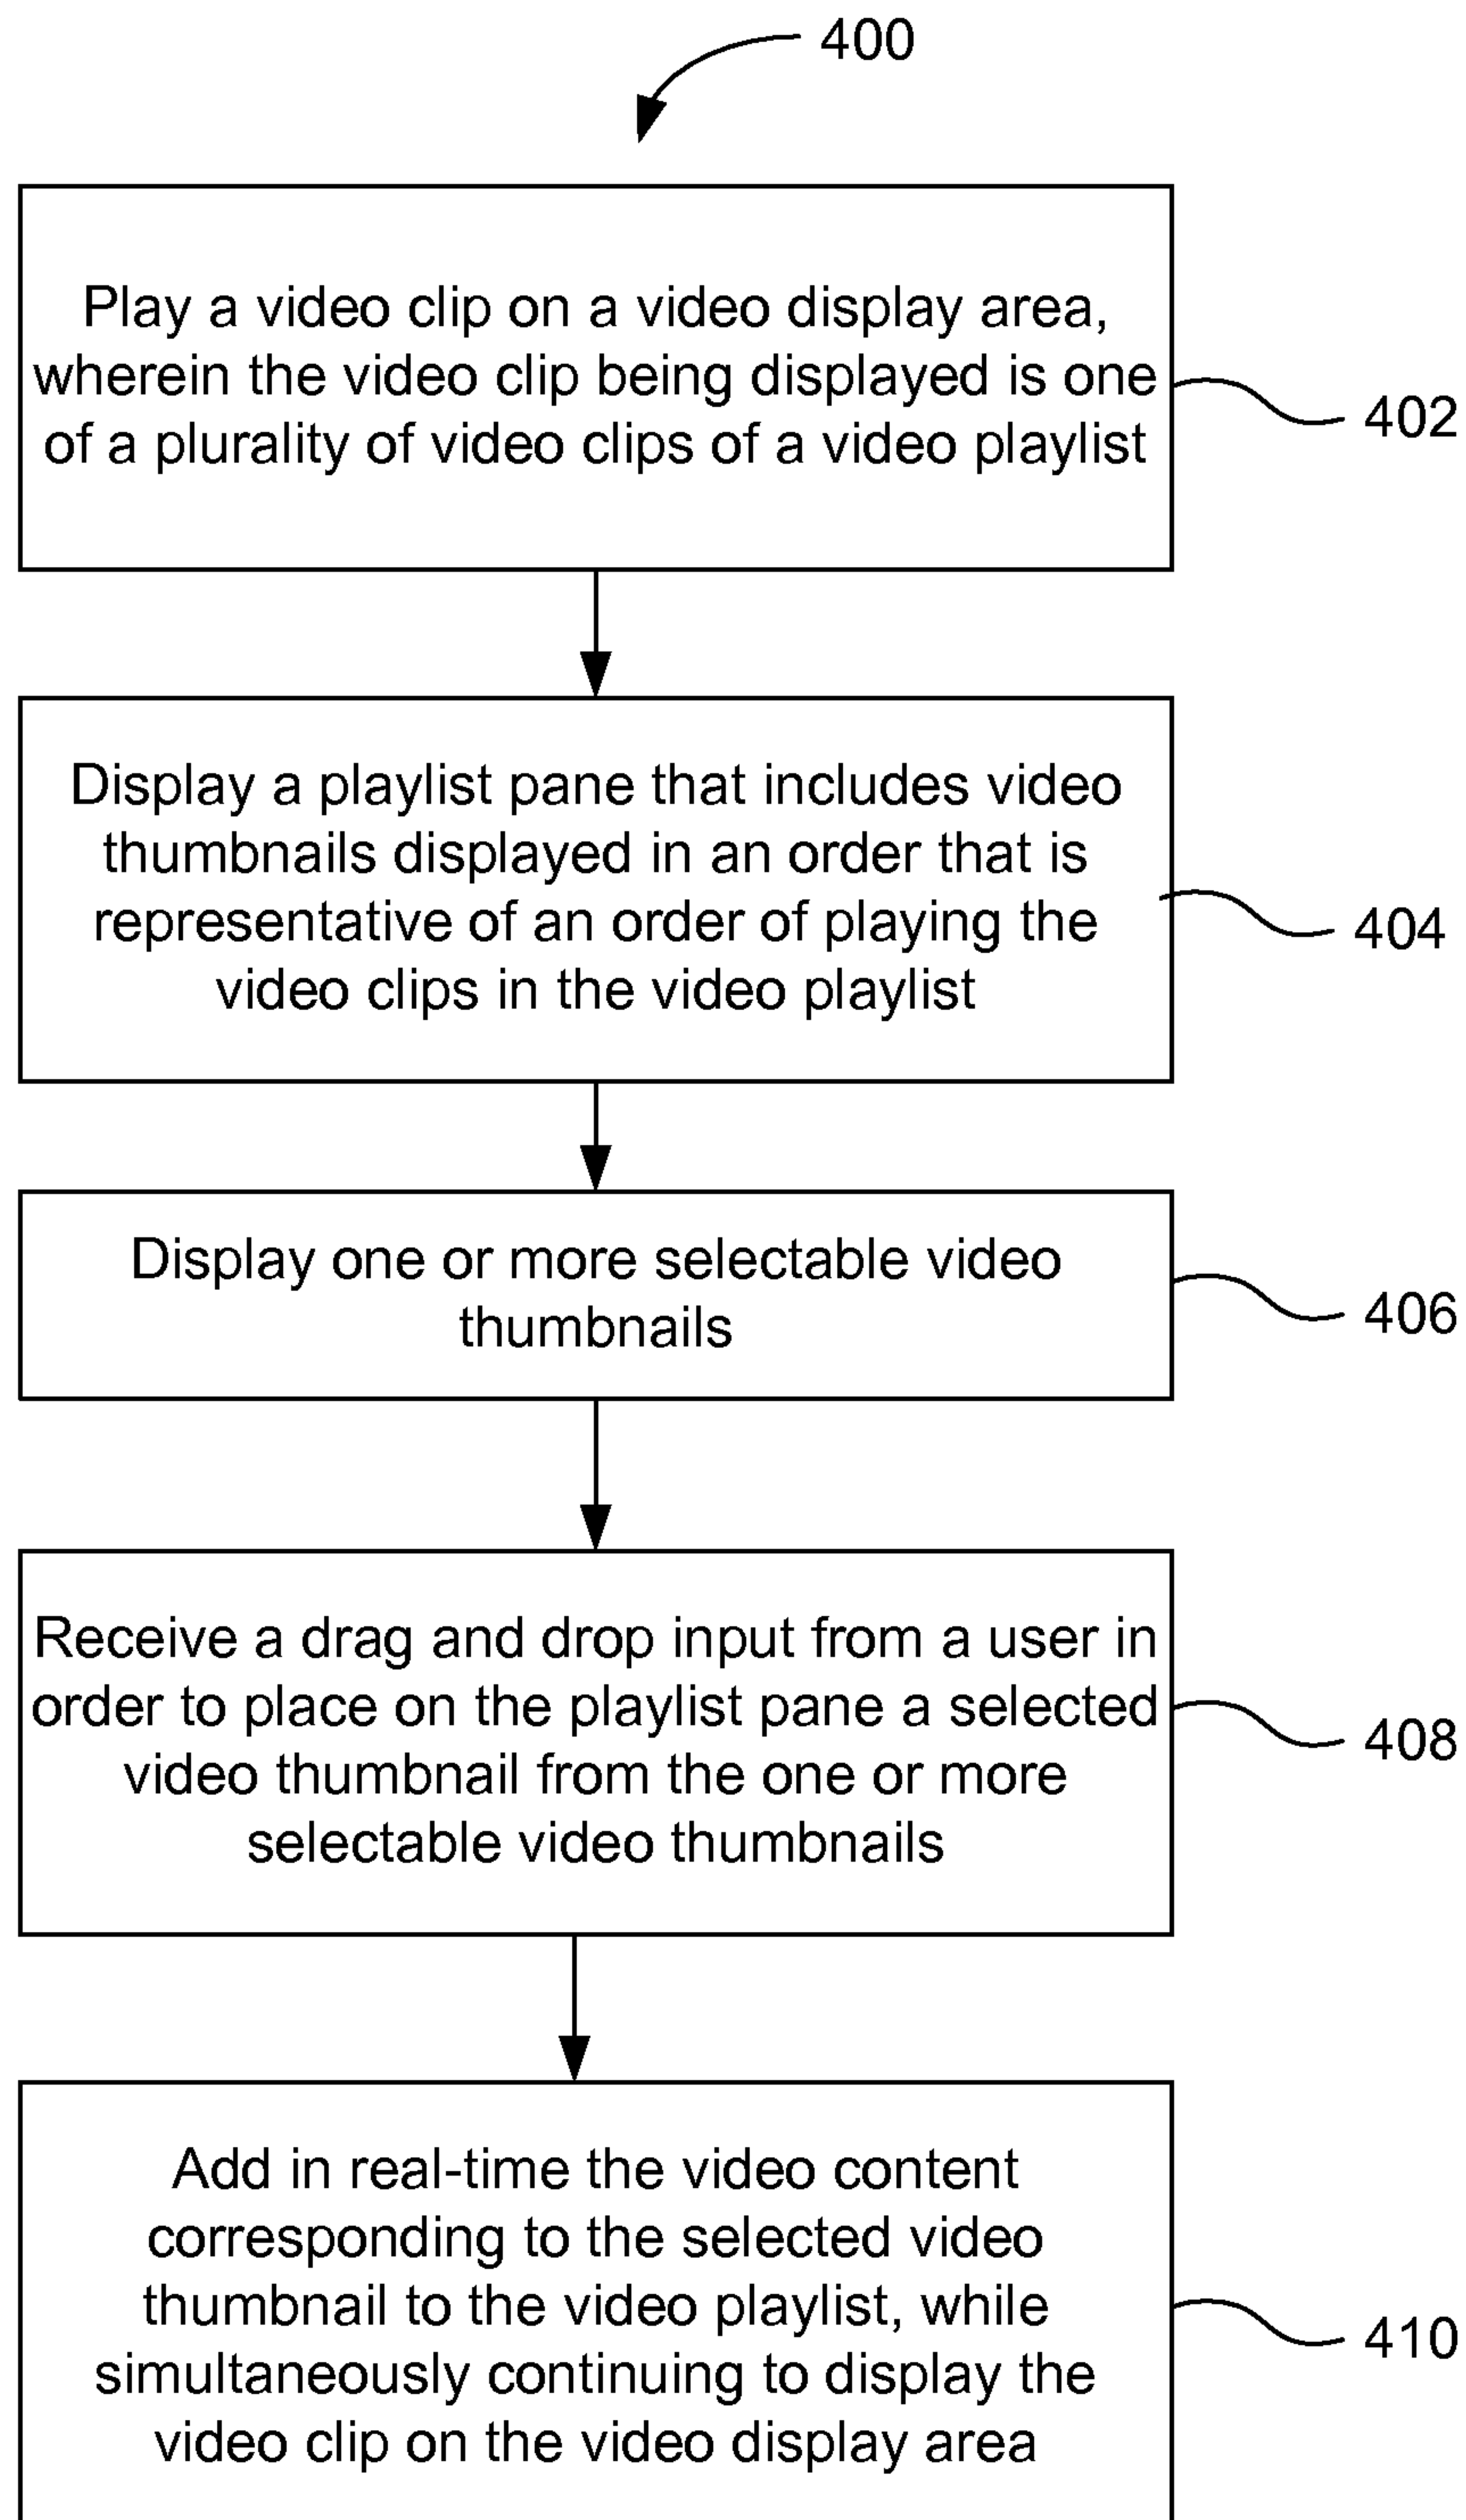 400
Play a video clip on a video display area,
wherein the video clip being displayed is one
of a plurality of video clips of a video playlist
402
Display a playlist pane that includes video
thumbnails displayed in an order that is
representative of an order of playing the
video clips in the video playlist
404
Display one or more selectable video
thumbnails
406
Receive a drag and drop input from a user in
order to place on the playlist pane a selected
video thumbnail from the one or more
selectable video thumbnails
408
Add in real-time the video content
corresponding to the selected video
thumbnail to the video playlist, while
simultaneously continuing to display the
video clip on the video display area
410